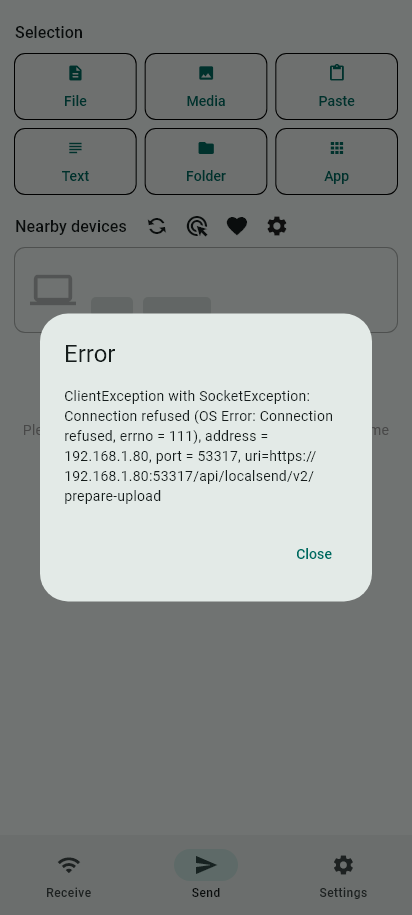 Selection
File
Media
Paste
Text
Folder
App
Nearby devices
Error
ClientException with SocketException:
Connection refused (OS Error: Connection
refused, errno = 111), address =
192.168.1.80, port = 53317, uri=https://
192.168.1.80:53317/api/localsend/v2/
prepare-upload
Close
Receive
Send
Settings